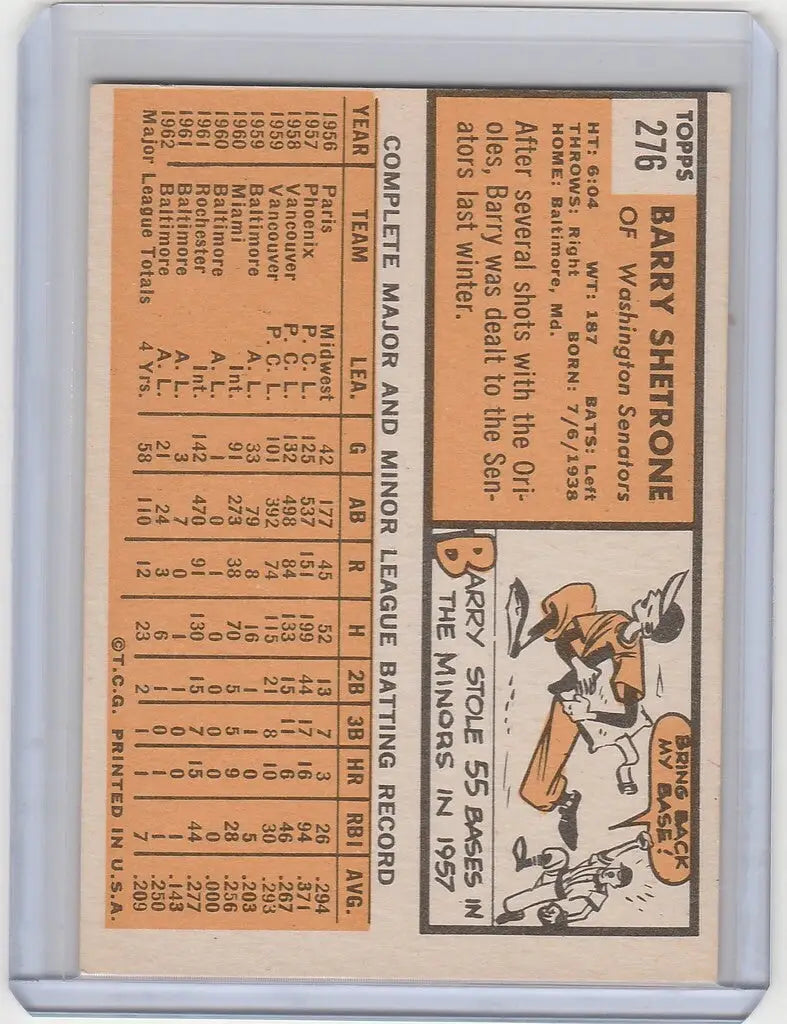 TOPPS
276
BARRY SHETRONE
OF Washington Senators
HT: 6:04 WT: 187 BATS: Left
THROWS: Right BORN: 7/6/1938
HOME: Baltimore, Md.
After several shots with the Ori-
oles, Barry was dealt to the Sen-
ators last winter.
BRING BACK
MY BASE!
BARRY STOLE 55 BASES IN
THE MINORS IN 1957
COMPLETE MAJOR AND MINOR LEAGUE BATTING RECORD
YEAR TEAM LEA. G AB R H 2B 3B HR RBI AVG.
1956 Paris Midwest 42 177 45 52 13 7 3 26 .294
1957 Phoenix P. C. L. 125 537 151 199 44 17 16 94 .371
1958 Vancouver P. C. L. 132 498 84 133 15 11 6 46 .267
1959 Vancouver P. C. L. 101 392 74 115 21 8 10 30 .293
1959 Baltimore A. L. 33 79 8 16 1 1 0 5 .203
1960 Miami Int. 91 273 38 70 5 5 9 28 .256
1960 Baltimore A. L. 1 0 0 0 0 0 0 0 .000
1961 Rochester Int. 142 470 91 130 15 7 15 44 .277
1961 Baltimore A. L. 3 7 0 1 1 0 0 1 .143
1962 Baltimore A. L. 21 24 3 6 1 0 1 1 .250
Major League Totals 4 Yrs. 58 110 12 23 2 1 1 7 .209
©T.C.G. PRINTED IN U.S.A.